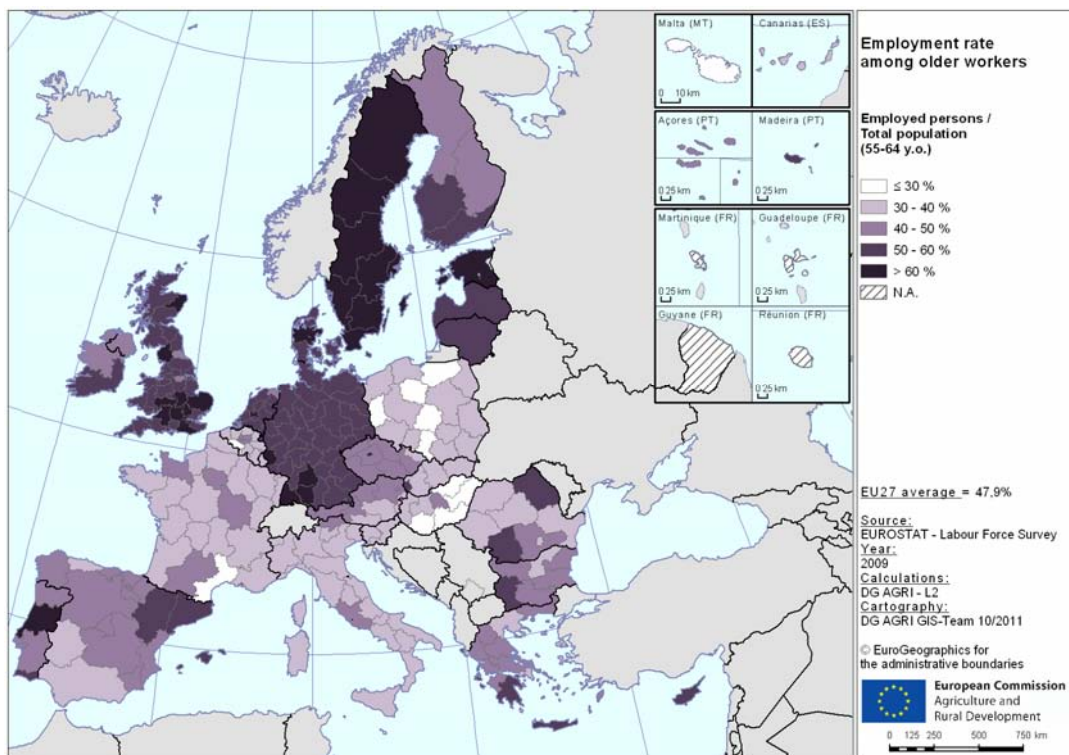 Malta (MT)
0 10 km
Canarias (ES)
Açores (PT)
0 25 km
Madeira (PT)
0 25 km
Martinique (FR)
0 25 km
Guadeloupe (FR)
0 25 km
Guyane (FR)
Réunion (FR)
0 25 km
Employment rate
among older workers
Employed persons /
Total population
(55-64 y.o.)
≤ 30 %
30 - 40 %
40 - 50 %
50 - 60 %
> 60 %
N.A.
EU27 average = 47.9%
Source:
EUROSTAT - Labour Force Survey
Year:
2009
Calculations:
DG AGRI - L2
Cartography:
DG AGRI GIS-Team 10/2011
© EuroGeographics for
the administrative boundaries
European Commission
Agriculture and
Rural Development
0 125 250 500 750 km